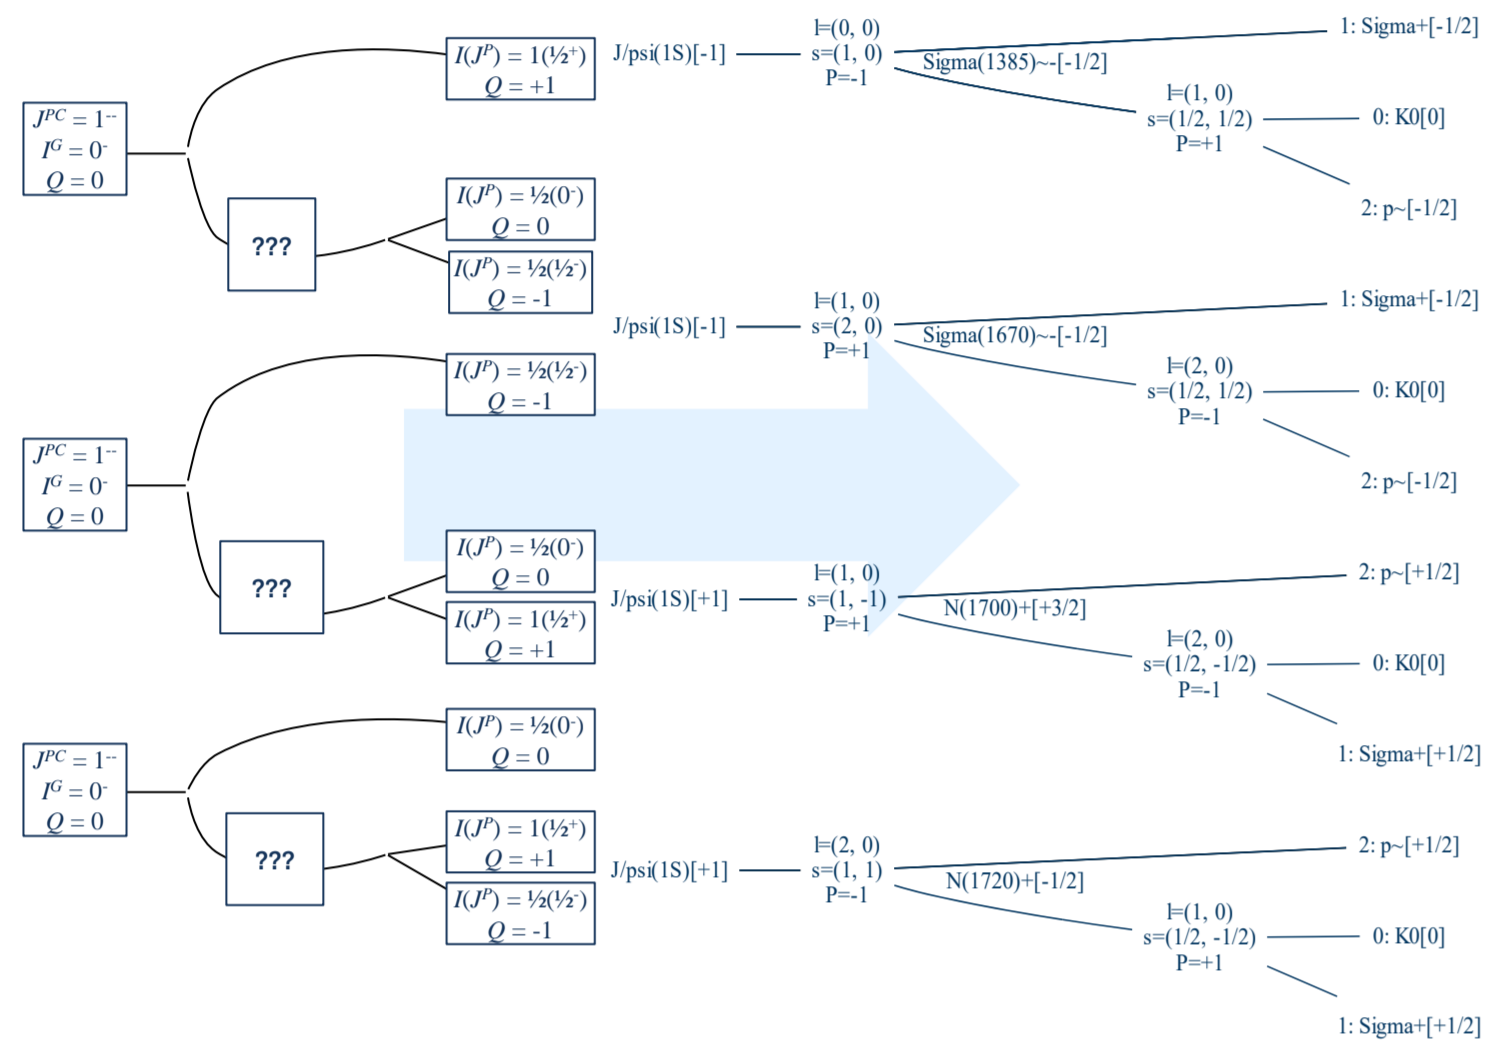 J^PC = 1^--
I^G = 0^-
Q = 0
???
I(J^P) = 1(½^+)
Q = +1
I(J^P) = ½(0^-)
Q = 0
I(J^P) = ½(½^-)
Q = -1
J^PC = 1^--
I^G = 0^-
Q = 0
???
I(J^P) = ½(½^-)
Q = -1
I(J^P) = ½(0^-)
Q = 0
I(J^P) = 1(½^+)
Q = +1
J^PC = 1^--
I^G = 0^-
Q = 0
???
I(J^P) = ½(0^-)
Q = 0
I(J^P) = 1(½^+)
Q = +1
I(J^P) = ½(½^-)
Q = -1
J/psi(1S)[-1]
l=(0, 0)
s=(1, 0)
P=-1
Sigma(1385)~-[-1/2]
1: Sigma+[-1/2]
l=(1, 0)
s=(1/2, 1/2)
P=+1
0: K0[0]
2: p~[-1/2]
J/psi(1S)[-1]
l=(1, 0)
s=(2, 0)
P=+1
Sigma(1670)~-[-1/2]
1: Sigma+[-1/2]
l=(2, 0)
s=(1/2, 1/2)
P=-1
0: K0[0]
2: p~[-1/2]
J/psi(1S)[+1]
l=(1, 0)
s=(1, -1)
P=+1
N(1700)+[+3/2]
2: p~[+1/2]
l=(2, 0)
s=(1/2, -1/2)
P=-1
0: K0[0]
1: Sigma+[+1/2]
J/psi(1S)[+1]
l=(2, 0)
s=(1, 1)
P=-1
N(1720)+[-1/2]
2: p~[+1/2]
l=(1, 0)
s=(1/2, -1/2)
P=+1
0: K0[0]
1: Sigma+[+1/2]